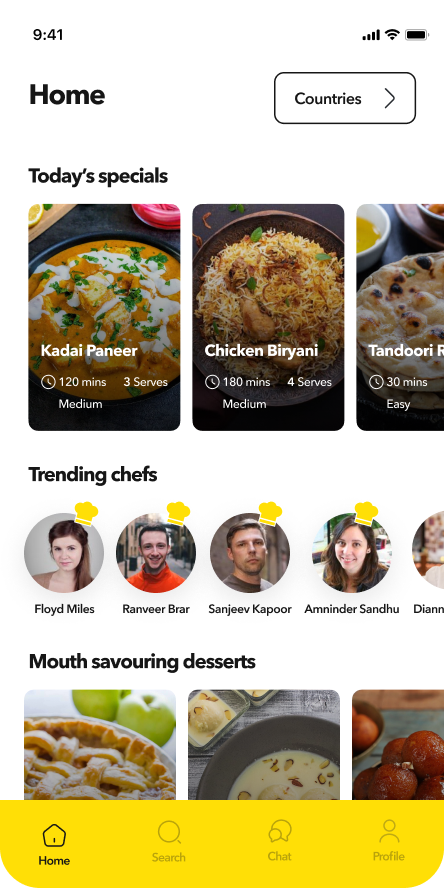 9:41
Home
Countries
Today's specials
Kadai Paneer
120 mins 3 Serves
Medium
Chicken Biryani
180 mins 4 Serves
Medium
Tandoori R
30 mins
Easy
Trending chefs
Floyd Miles
Ranveer Brar
Sanjeev Kapoor
Amninder Sandhu
Diann
Mouth savouring desserts
Home
Search
Chat
Profile